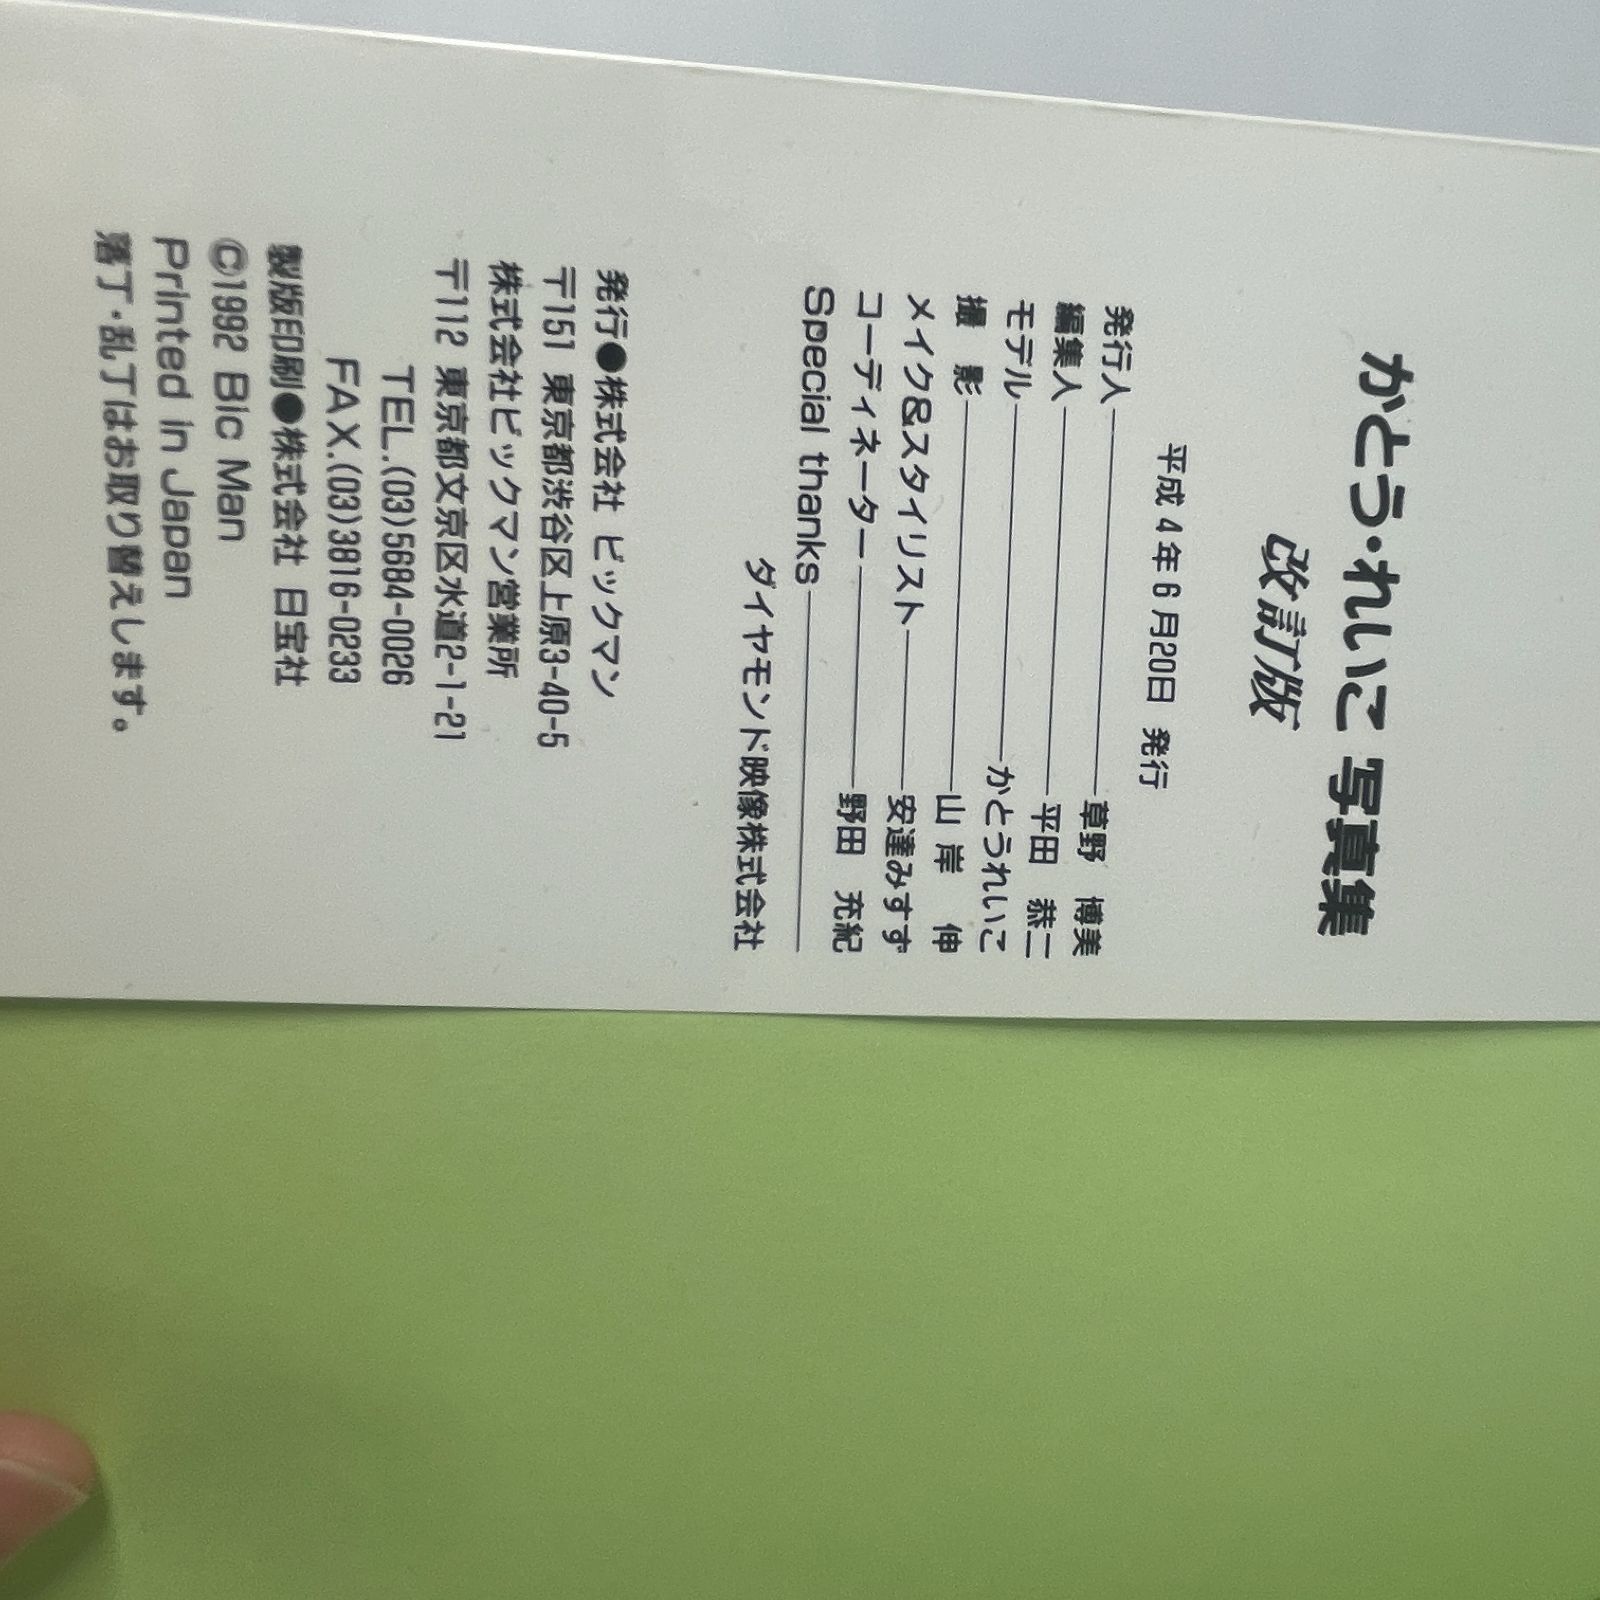 かとう・れいこ 写真集
改訂版
平成4年6月20日 発行
発行人 草野 博美
編集人 平田 恭二
モデル かとうれいこ
撮 影 山岸 伸
メイク&スタイリスト 安達みすず
コーディネーター 野田 充紀
Special thanks
ダイヤモンド映像株式会社
発行●株式会社 ビックマン
〒151 東京都渋谷区上原3-40-5
株式会社ビックマン営業所
〒112 東京都文京区水道2-1-21
TEL.(03)5684-0026
FAX.(03)3816-0233
製版印刷●株式会社 日宝社
©1992 Bic Man
Printed in Japan
落丁・乱丁はお取り替えします。